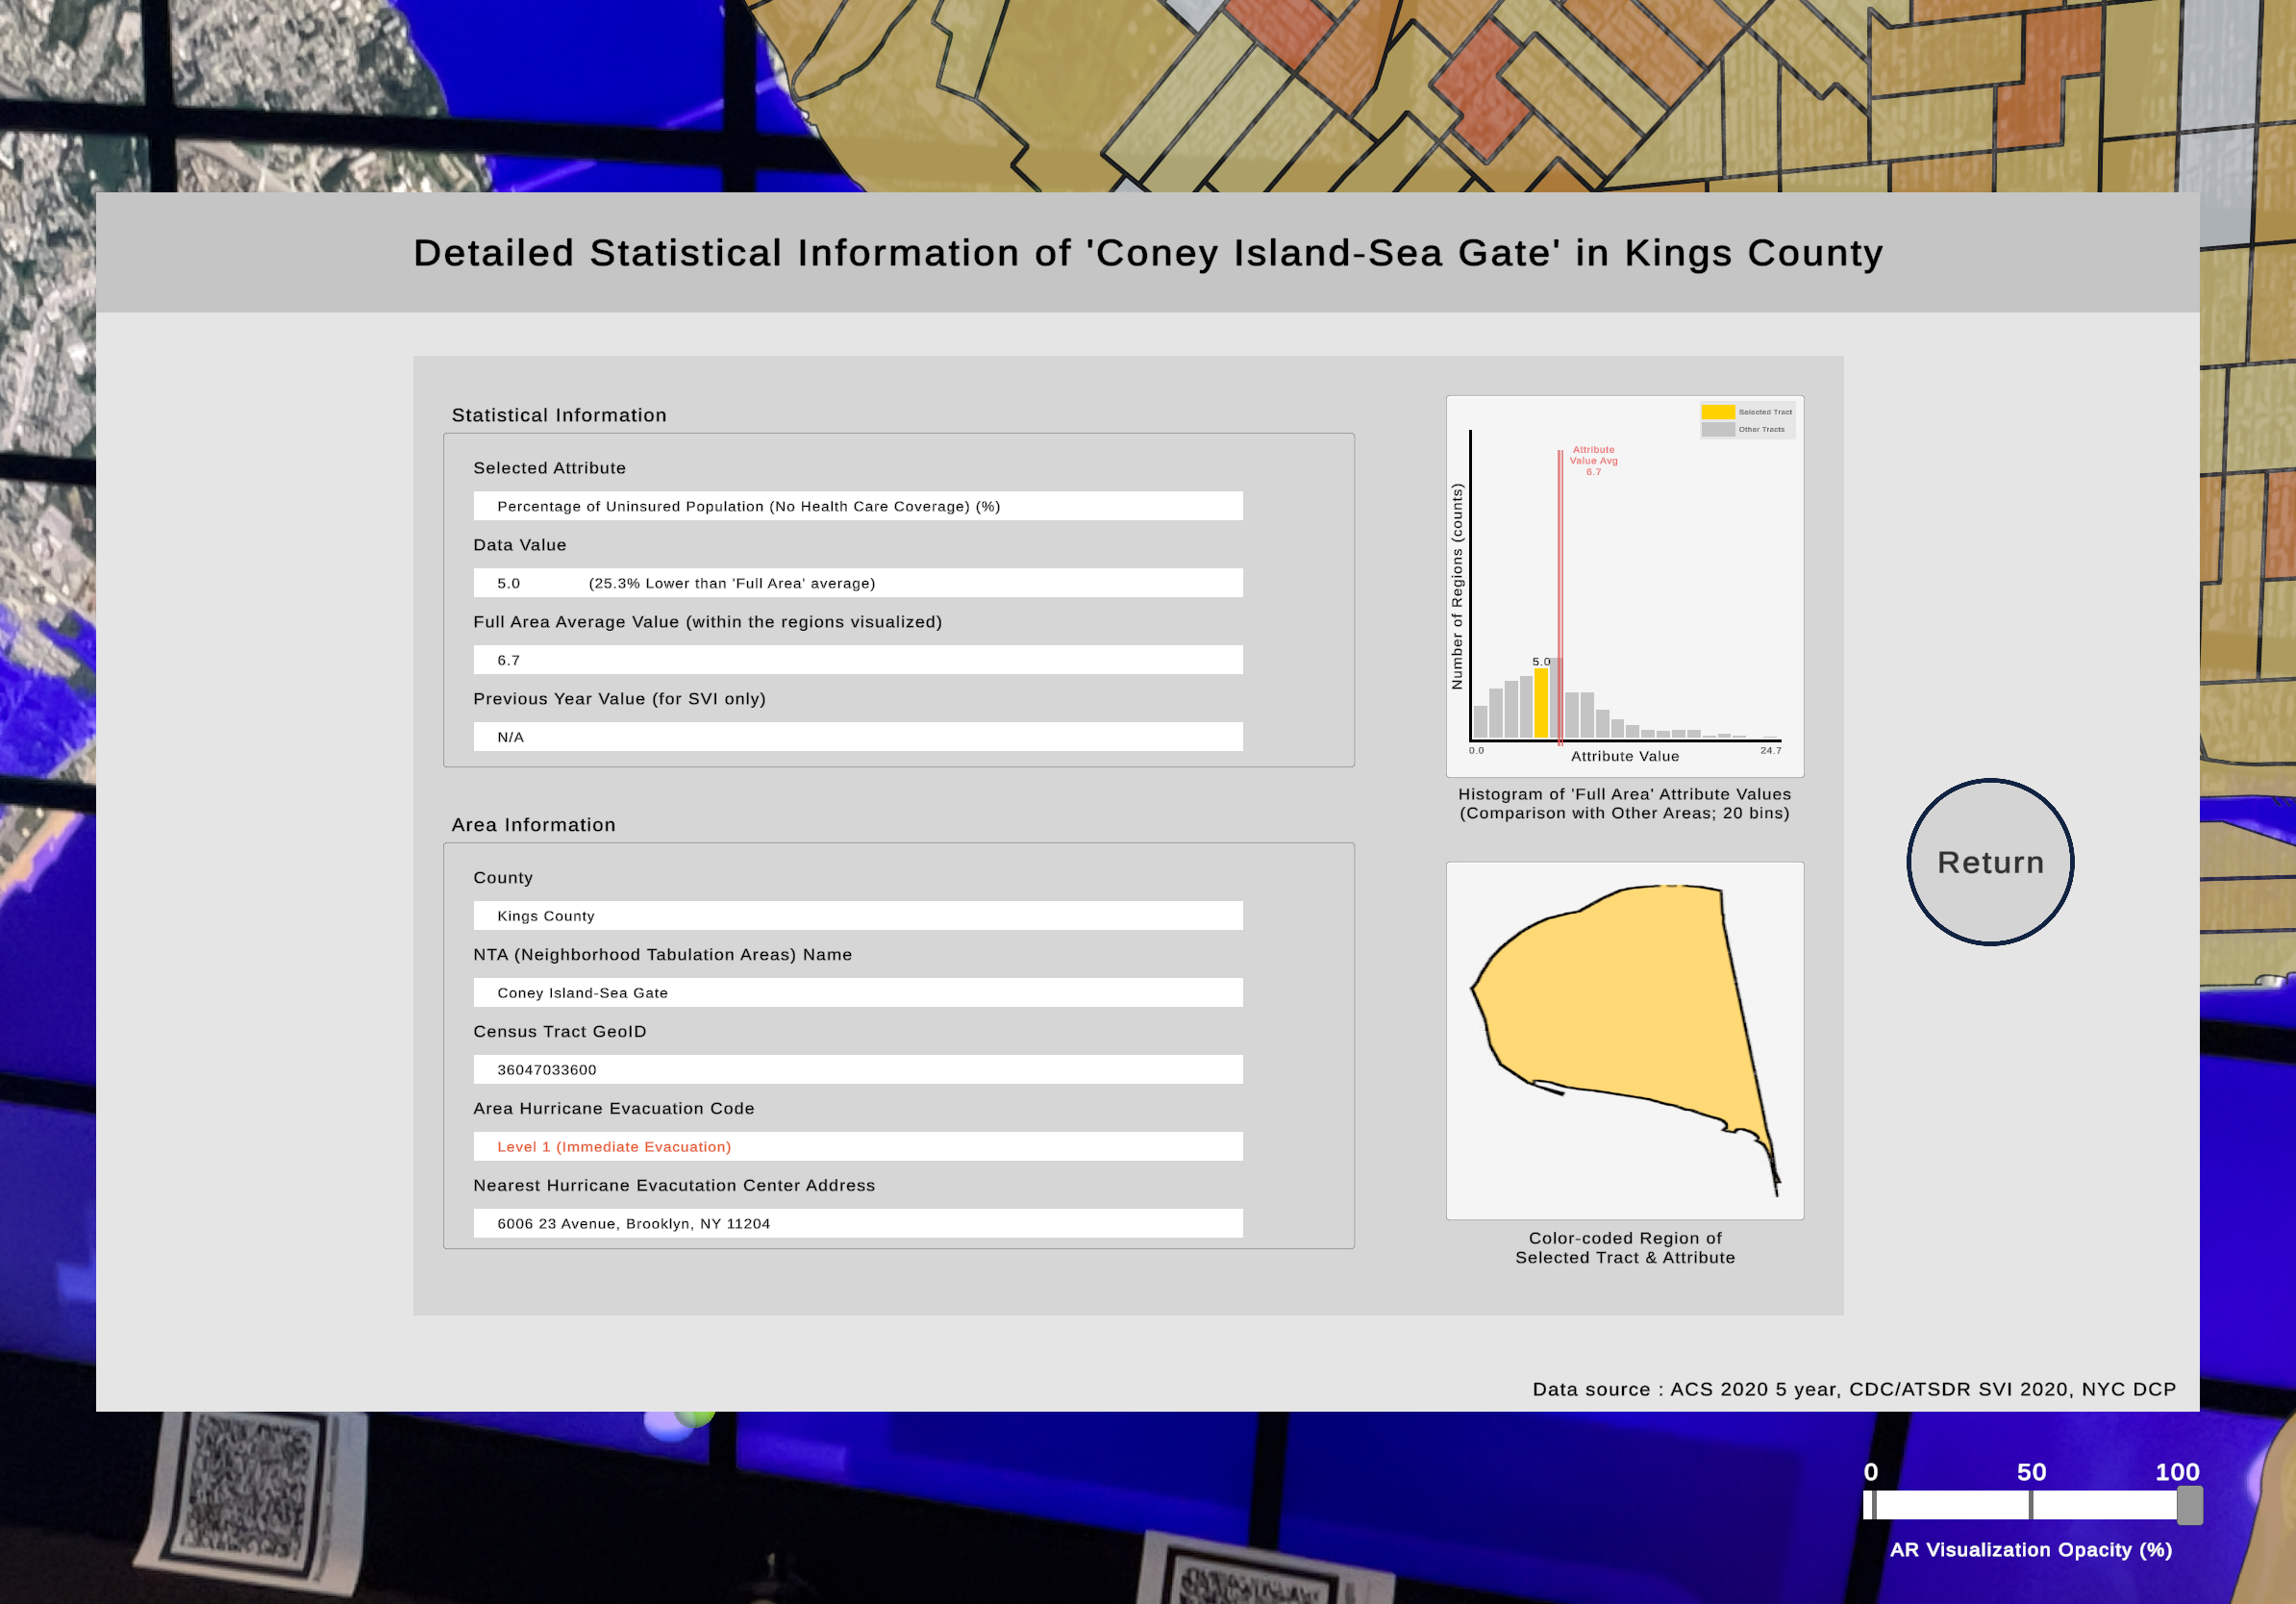 Detailed Statistical Information of 'Coney Island-Sea Gate' in Kings County
Statistical Information
Selected Attribute
Percentage of Uninsured Population (No Health Care Coverage) (%)
Data Value
5.0 (25.3% Lower than 'Full Area' average)
Full Area Average Value (within the regions visualized)
6.7
Previous Year Value (for SVI only)
N/A
Area Information
County
Kings County
NTA (Neighborhood Tabulation Areas) Name
Coney Island-Sea Gate
Census Tract GeoID
36047033600
Area Hurricane Evacuation Code
Level 1 (Immediate Evacuation)
Nearest Hurricane Evacutation Center Address
6006 23 Avenue, Brooklyn, NY 11204
Selected Tract
Other Tracts
Attribute
Value Avg
6.7
Number of Regions (counts)
5.0
0.0
24.7
Attribute Value
Histogram of 'Full Area' Attribute Values
(Comparison with Other Areas; 20 bins)
Color-coded Region of
Selected Tract & Attribute
Return
Data source : ACS 2020 5 year, CDC/ATSDR SVI 2020, NYC DCP
0 50 100
AR Visualization Opacity (%)